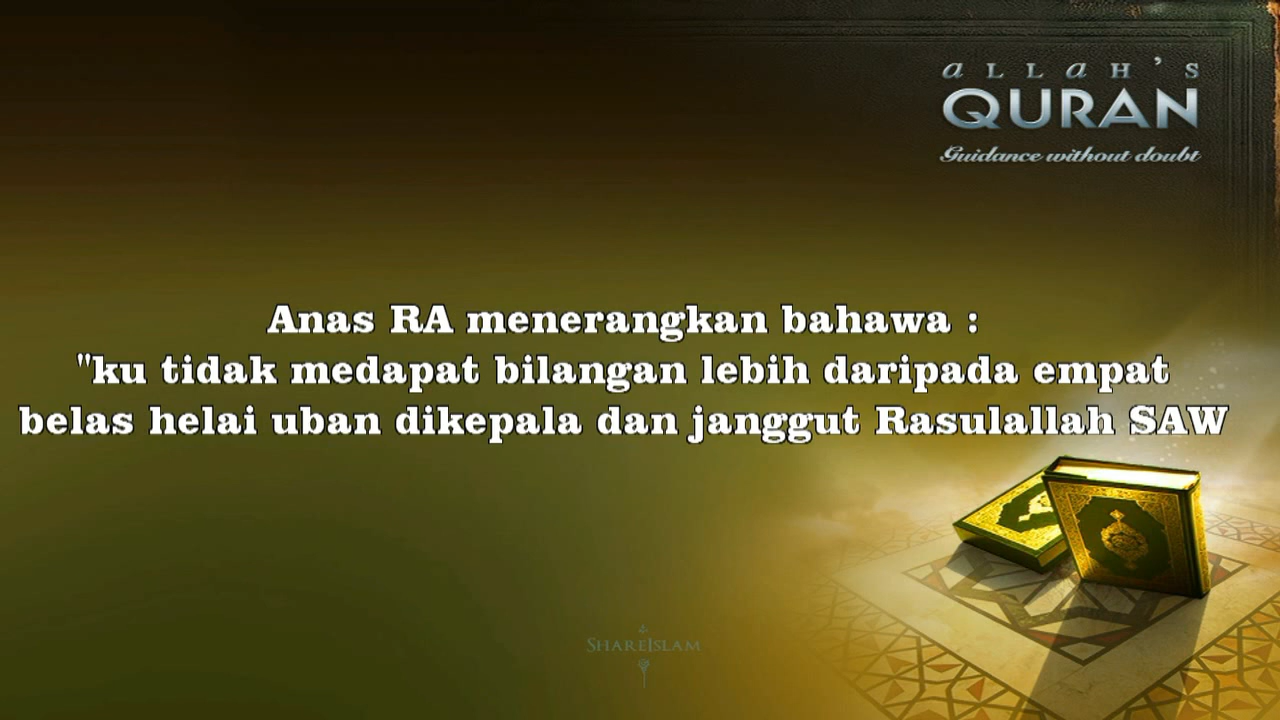 aLLaH's
QURAN
Guidance without doubt
Anas RA menerangkan bahawa :
"ku tidak medapat bilangan lebih daripada empat
belas helai uban dikepala dan janggut Rasulallah SAW
ShareIslam